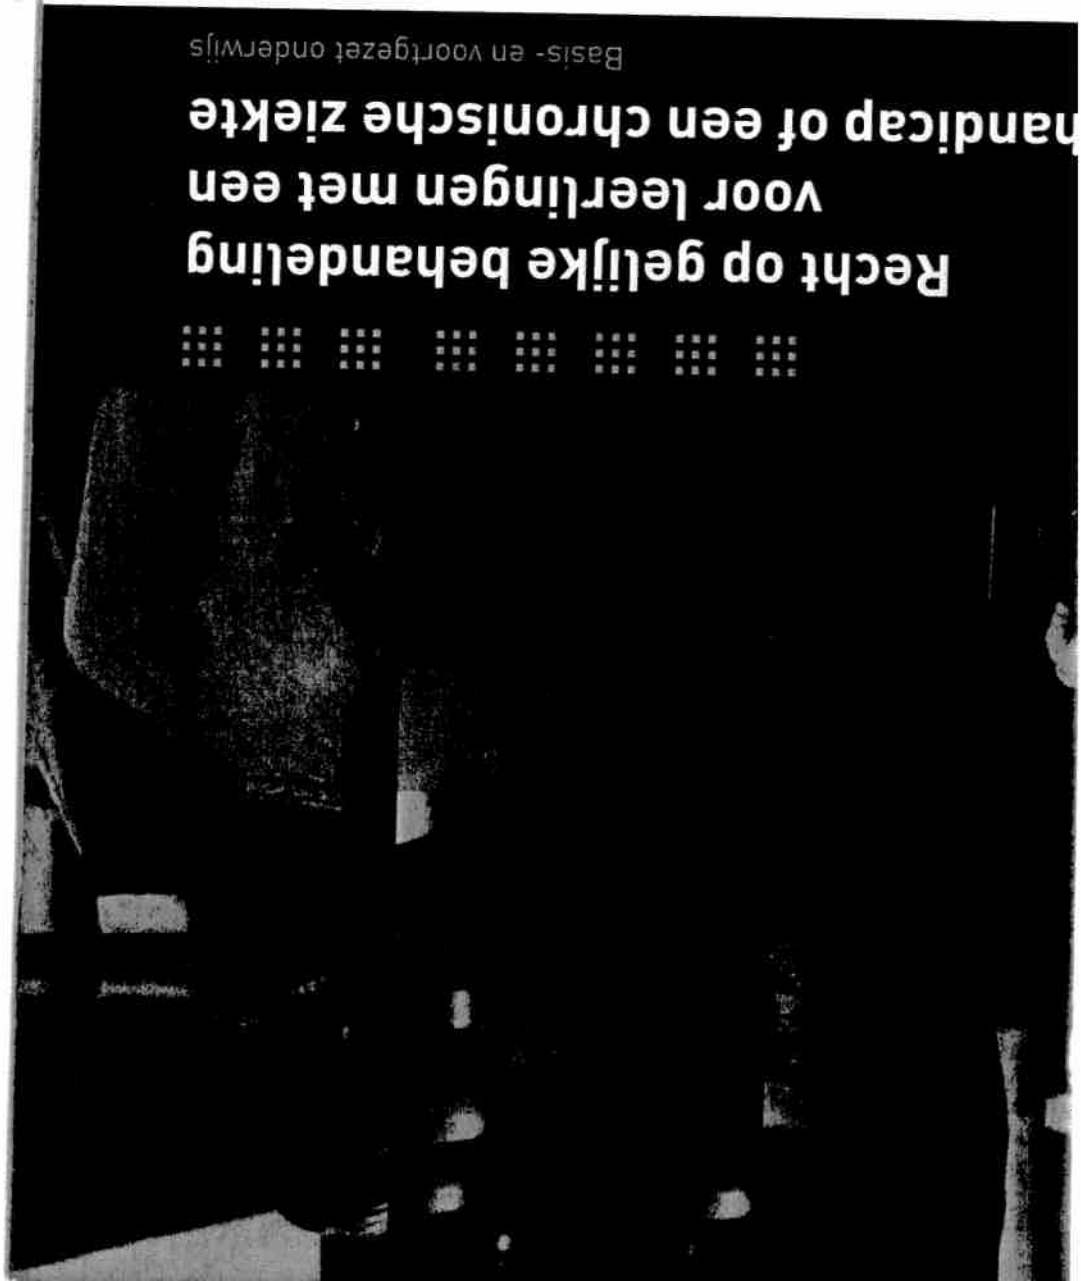 Recht op gelijke behandeling
voor leerlingen met een
handicap of een chronische ziekte
Basis- en voortgezet onderwijs